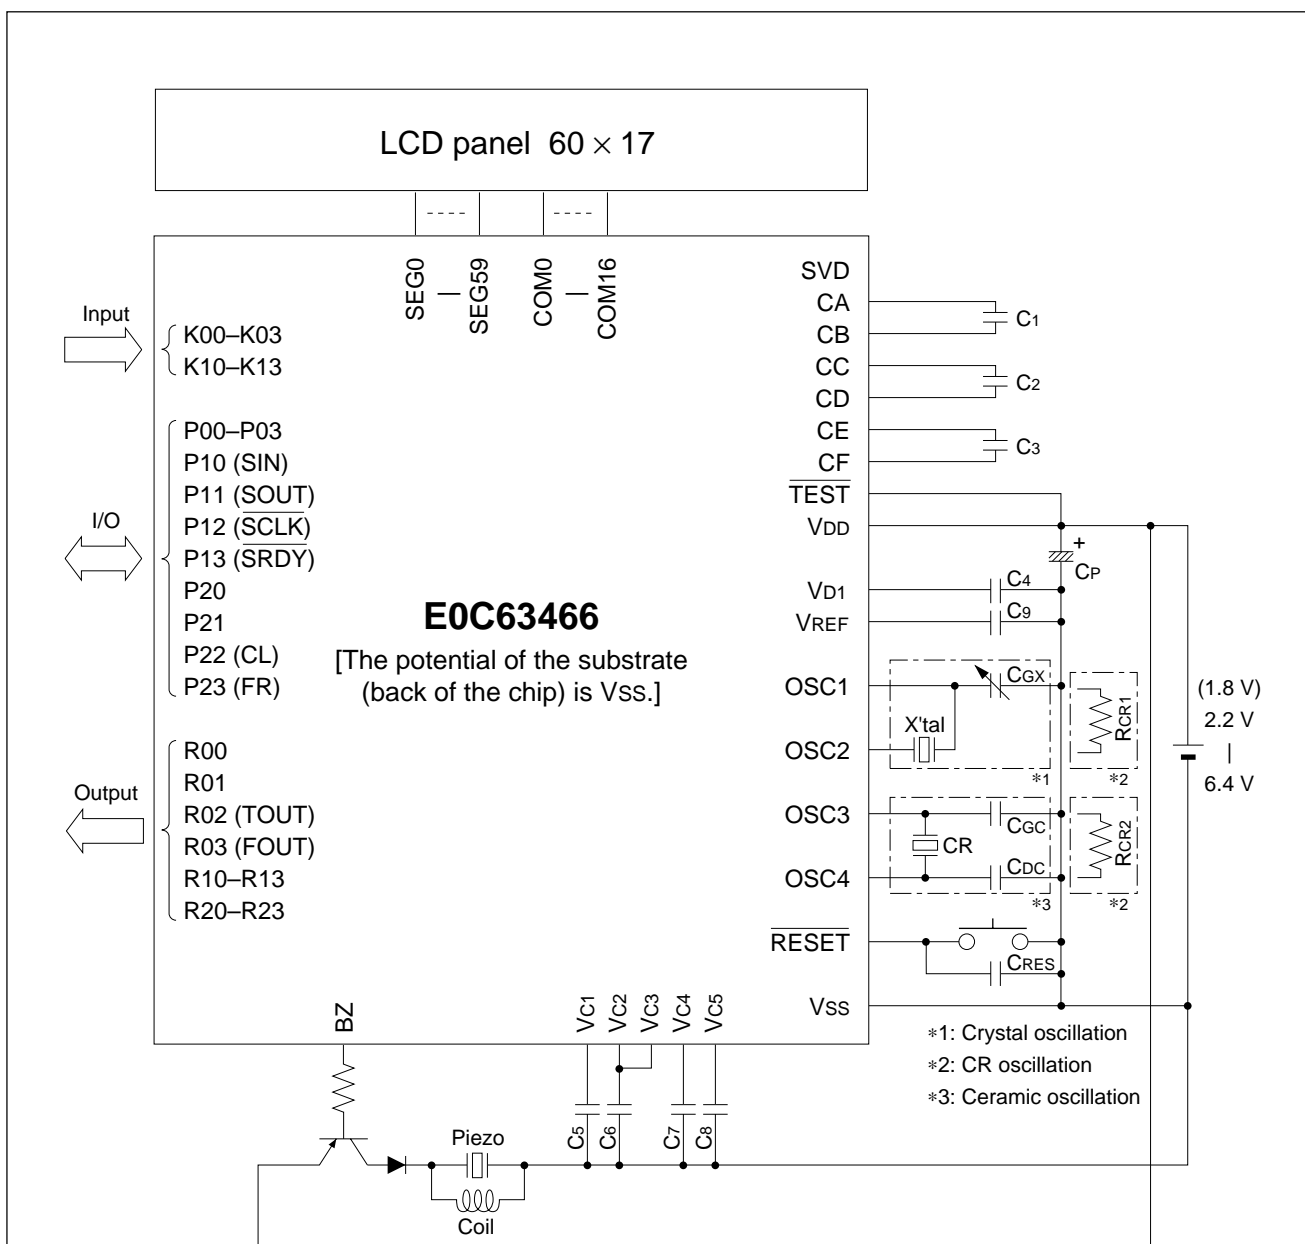 LCD panel 60 × 17
SEG0
SEG59
COM0
COM16
Input
K00–K03
K10–K13
I/O
P00–P03
P10 (SIN)
P11 (SOUT)
P12 (S̅C̅L̅K̅)
P13 (S̅R̅D̅Y̅)
P20
P21
P22 (CL)
P23 (FR)
Output
R00
R01
R02 (TOUT)
R03 (FOUT)
R10–R13
R20–R23
E0C63466
[The potential of the substrate
(back of the chip) is VSS.]
SVD
CA
CB
CC
CD
CE
CF
T̅E̅S̅T̅
VDD
VD1
VREF
OSC1
OSC2
OSC3
OSC4
R̅E̅S̅E̅T̅
VSS
C1
C2
C3
+
CP
C4
C9
CGX
X'tal
*1
RCR1
*2
CGC
CR
CDC
*3
RCR2
*2
CRES
(1.8 V)
2.2 V
|
6.4 V
*1: Crystal oscillation
*2: CR oscillation
*3: Ceramic oscillation
BZ
VC1
VC2
VC3
VC4
VC5
C5
C6
C7
C8
Piezo
Coil